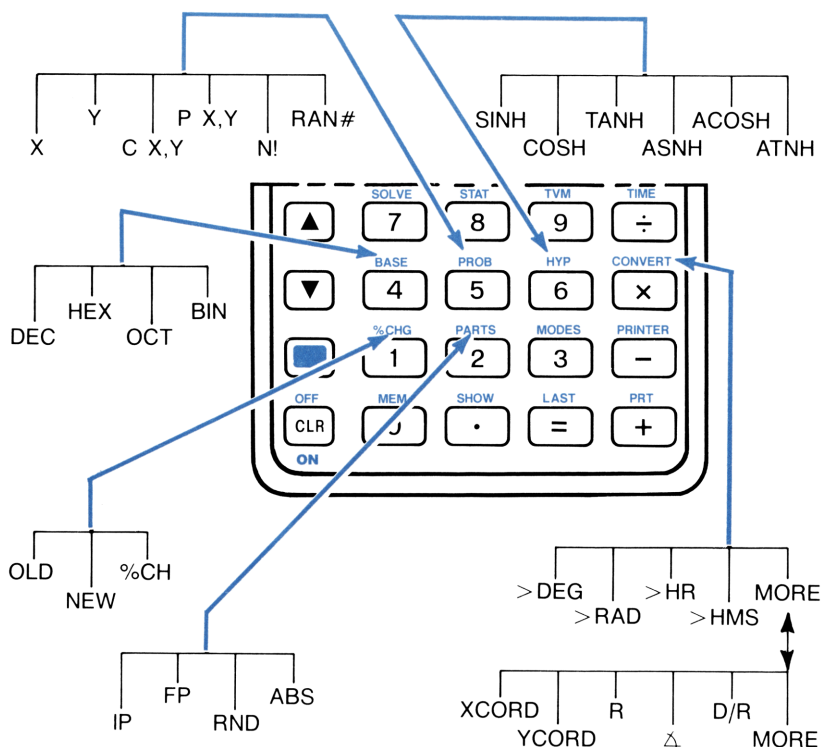 X Y C X,Y P X,Y N! RAN#
SINH COSH TANH ASNH ACOSH ATNH
SOLVE STAT TVM TIME
▲ 7 8 9 ÷
DEC HEX OCT BIN
BASE PROB HYP CONVERT
▼ 4 5 6 ×
%CHG PARTS MODES PRINTER
1 2 3 −
OFF MEM SHOW LAST PRT
CLR · = +
ON
OLD NEW %CH
>DEG >RAD >HR >HMS MORE
IP FP RND ABS
XCORD YCORD R ∡ D/R MORE